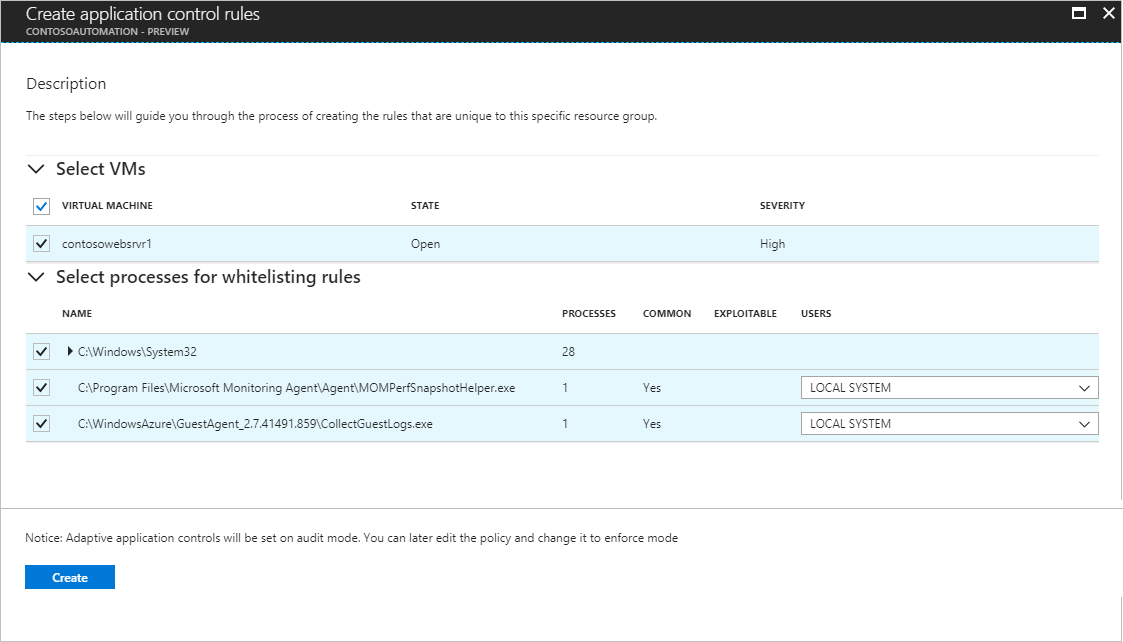 Create application control rules
CONTOSOAUTOMATION - PREVIEW
Description
The steps below will guide you through the process of creating the rules that are unique to this specific resource group.
Select VMs
VIRTUAL MACHINE STATE SEVERITY
contosowebsrvr1 Open High
Select processes for whitelisting rules
NAME PROCESSES COMMON EXPLOITABLE USERS
C:\Windows\System32 28
C:\Program Files\Microsoft Monitoring Agent\Agent\MOMPerfSnapshotHelper.exe 1 Yes LOCAL SYSTEM
C:\WindowsAzure\GuestAgent_2.7.41491.859\CollectGuestLogs.exe 1 Yes LOCAL SYSTEM
Notice: Adaptive application controls will be set on audit mode. You can later edit the policy and change it to enforce mode
Create